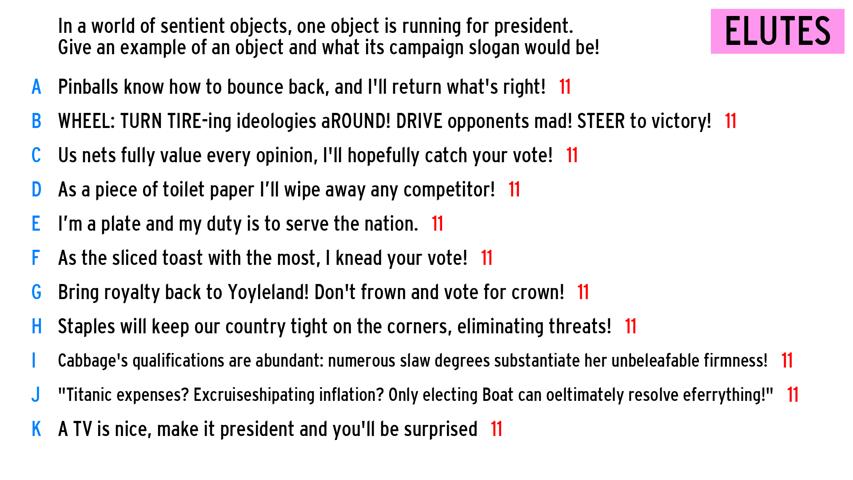 In a world of sentient objects, one object is running for president.
Give an example of an object and what its campaign slogan would be!
ELUTES
A Pinballs know how to bounce back, and I'll return what's right! 11
B WHEEL: TURN TIRE-ing ideologies aROUND! DRIVE opponents mad! STEER to victory! 11
C Us nets fully value every opinion, I'll hopefully catch your vote! 11
D As a piece of toilet paper I’ll wipe away any competitor! 11
E I’m a plate and my duty is to serve the nation. 11
F As the sliced toast with the most, I knead your vote! 11
G Bring royalty back to Yoyleland! Don't frown and vote for crown! 11
H Staples will keep our country tight on the corners, eliminating threats! 11
I Cabbage's qualifications are abundant: numerous slaw degrees substantiate her unbeleafable firmness! 11
J "Titanic expenses? Excruiseshipating inflation? Only electing Boat can oeltimately resolve eferrything!" 11
K A TV is nice, make it president and you'll be surprised 11